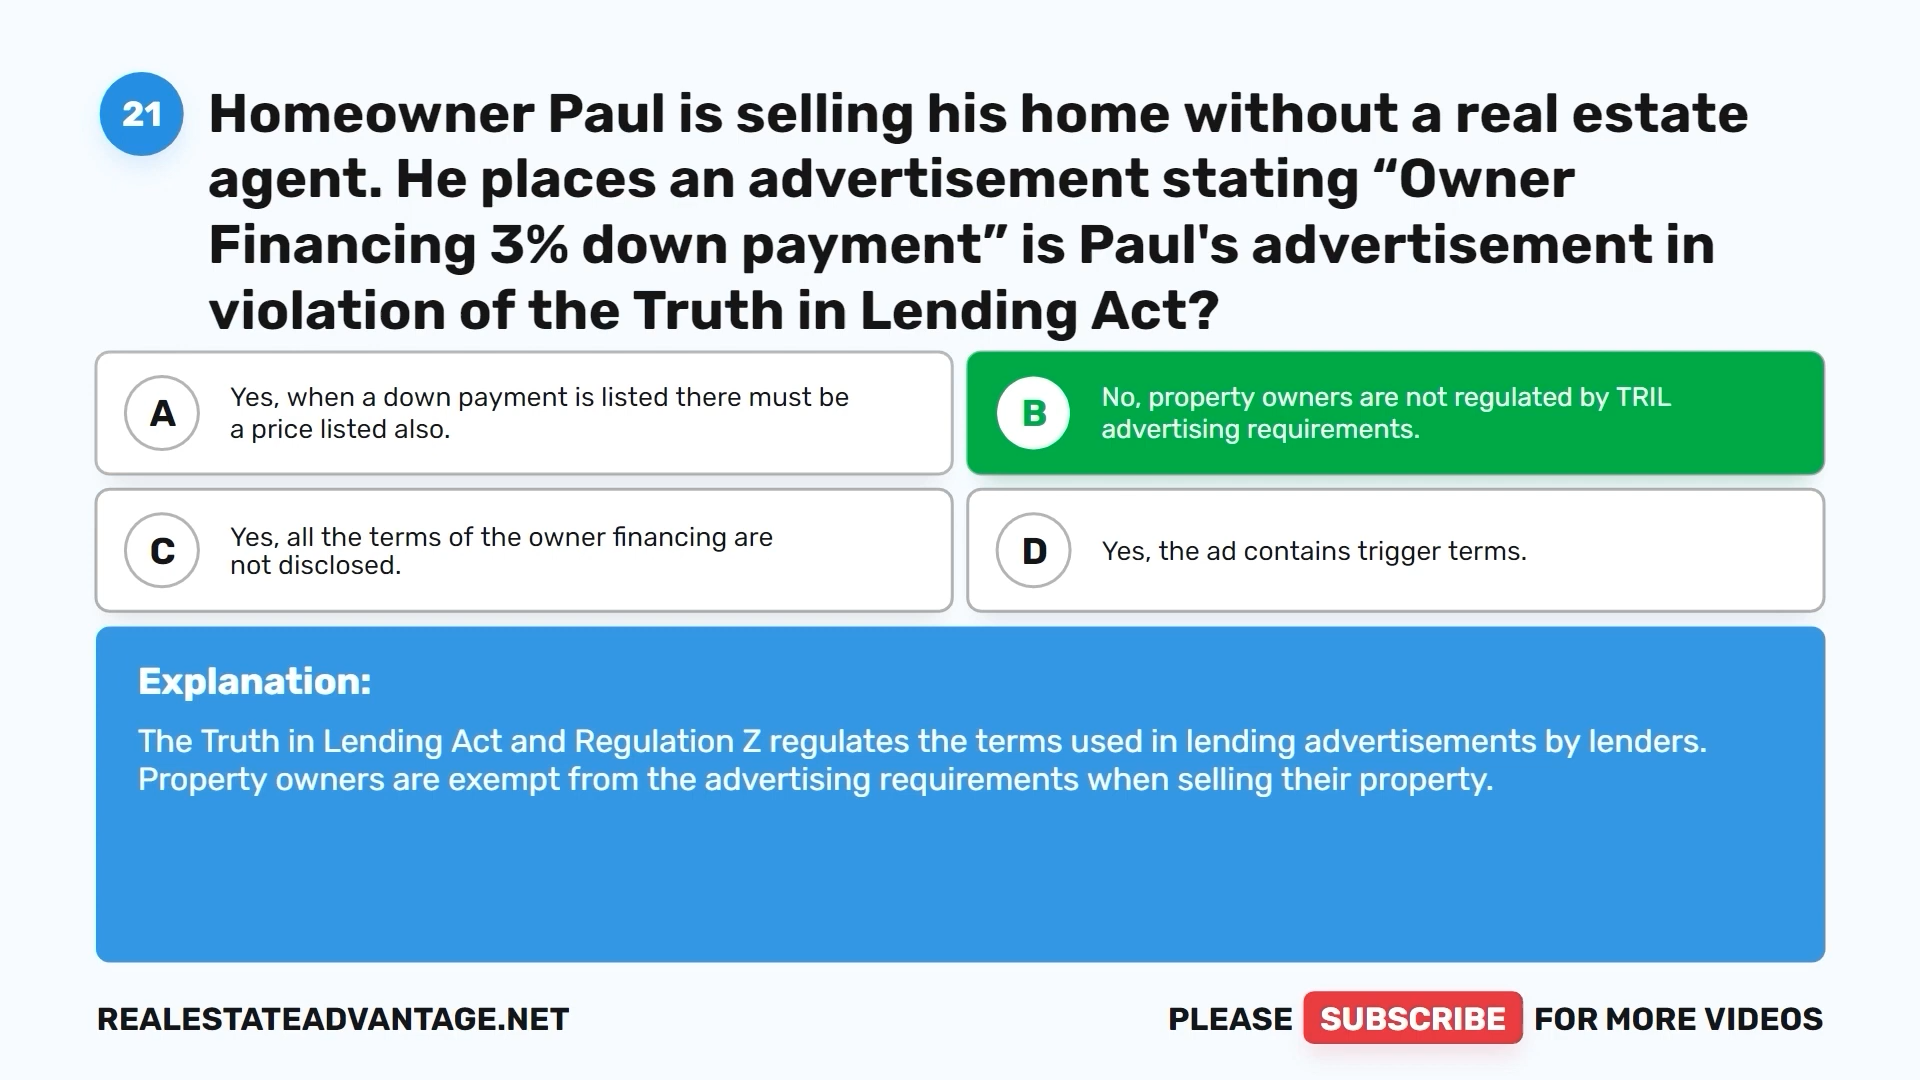 21
Homeowner Paul is selling his home without a real estate
agent. He places an advertisement stating “Owner
Financing 3% down payment” is Paul's advertisement in
violation of the Truth in Lending Act?
A
Yes, when a down payment is listed there must be
a price listed also.
B
No, property owners are not regulated by TRIL
advertising requirements.
C
Yes, all the terms of the owner financing are
not disclosed.
D
Yes, the ad contains trigger terms.
Explanation:
The Truth in Lending Act and Regulation Z regulates the terms used in lending advertisements by lenders.
Property owners are exempt from the advertising requirements when selling their property.
REALESTATEADVANTAGE.NET
PLEASE SUBSCRIBE FOR MORE VIDEOS